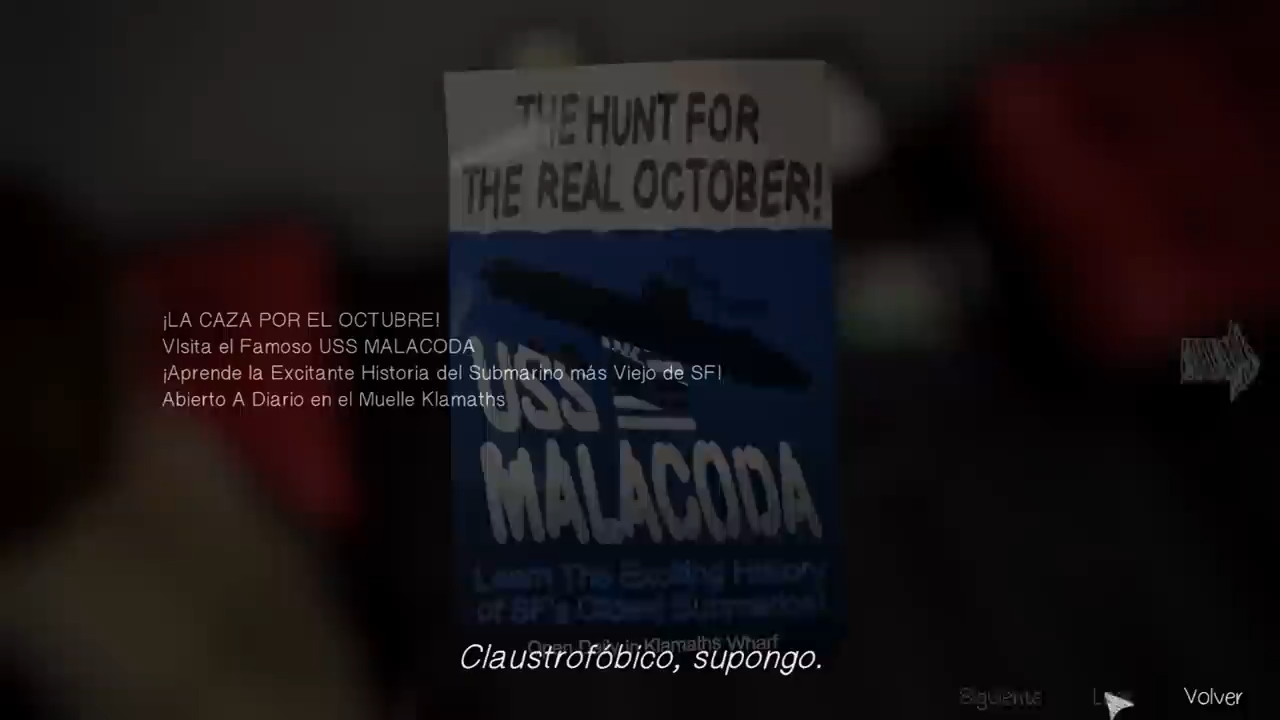 THE HUNT FOR
THE REAL OCTOBER!
¡LA CAZA POR EL OCTUBRE!
VIsita el Famoso USS MALACODA
¡Aprende la Excitante Historia del Submarino más Viejo de SF!
Abierto A Diario en el Muelle Klamaths
USS
MALACODA
Learn The Exciting History
of SF's Oldest Submarine!
Open Daily in Klamaths Wharf
Claustrofóbico, supongo.
Siguiente Volver